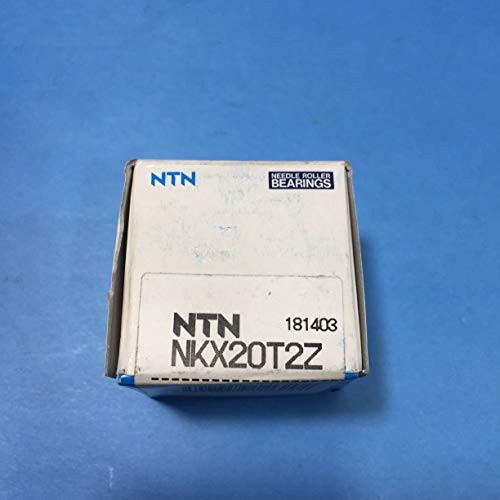 NTN
NEEDLE ROLLER
BEARINGS
NTN 181403
NKX20T2Z